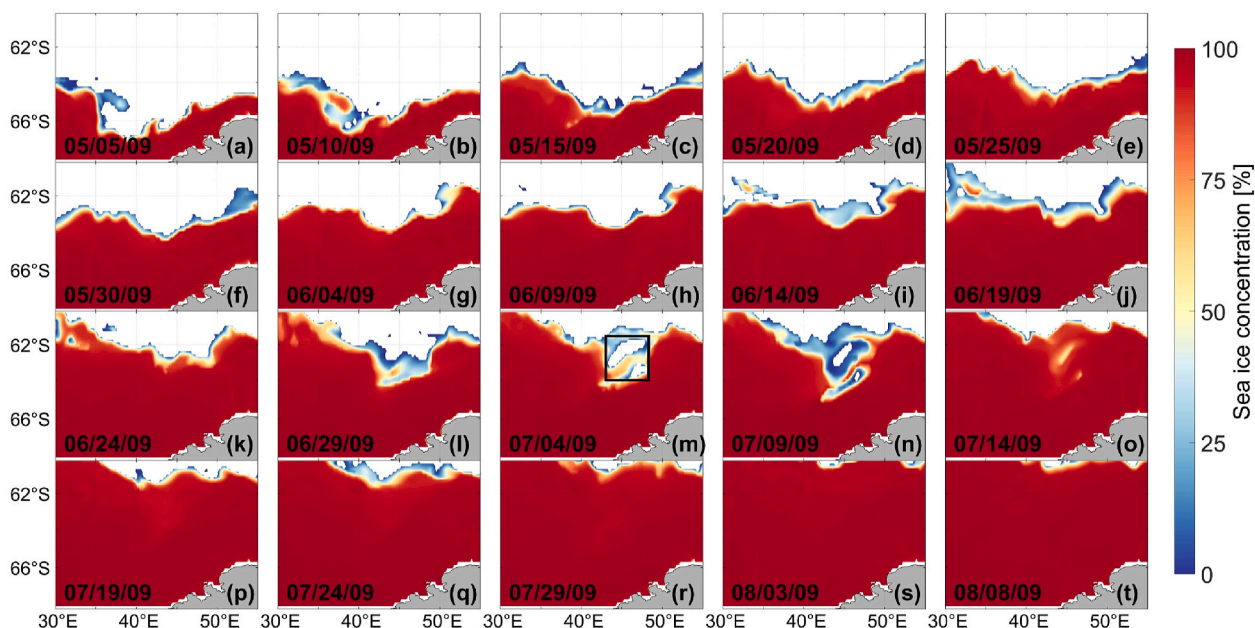 62°S
66°S
05/05/09 (a)
05/10/09 (b)
05/15/09 (c)
05/20/09 (d)
05/25/09 (e)
62°S
66°S
05/30/09 (f)
06/04/09 (g)
06/09/09 (h)
06/14/09 (i)
06/19/09 (j)
62°S
66°S
06/24/09 (k)
06/29/09 (l)
07/04/09 (m)
07/09/09 (n)
07/14/09 (o)
62°S
66°S
07/19/09 (p)
07/24/09 (q)
07/29/09 (r)
08/03/09 (s)
08/08/09 (t)
30°E 40°E 50°E 30°E 40°E 50°E 30°E 40°E 50°E 30°E 40°E 50°E 30°E 40°E 50°E
100
75
50
25
0
Sea ice concentration [%]